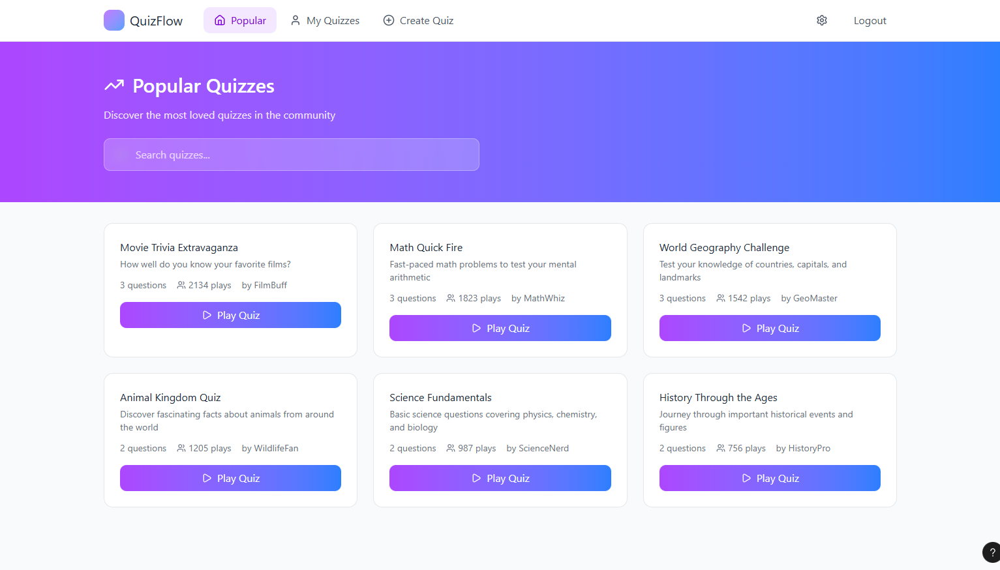 QuizFlow
Popular
My Quizzes
Create Quiz
Logout
Popular Quizzes
Discover the most loved quizzes in the community
Search quizzes...
Movie Trivia Extravaganza
How well do you know your favorite films?
3 questions 2134 plays by FilmBuff
Play Quiz
Math Quick Fire
Fast-paced math problems to test your mental
arithmetic
3 questions 1823 plays by MathWhiz
Play Quiz
World Geography Challenge
Test your knowledge of countries, capitals, and
landmarks
3 questions 1542 plays by GeoMaster
Play Quiz
Animal Kingdom Quiz
Discover fascinating facts about animals from around
the world
2 questions 1205 plays by WildlifeFan
Play Quiz
Science Fundamentals
Basic science questions covering physics, chemistry,
and biology
2 questions 987 plays by ScienceNerd
Play Quiz
History Through the Ages
Journey through important historical events and
figures
2 questions 756 plays by HistoryPro
Play Quiz
?